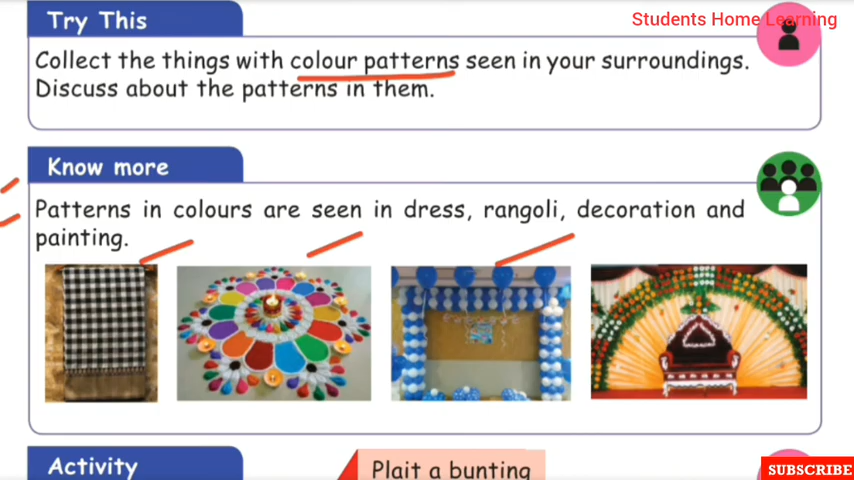 Try This
Students Home Learning
Collect the things with colour patterns seen in your surroundings.
Discuss about the patterns in them.
Know more
Patterns in colours are seen in dress, rangoli, decoration and
painting.
Activity
Plait a bunting
SUBSCRIBE